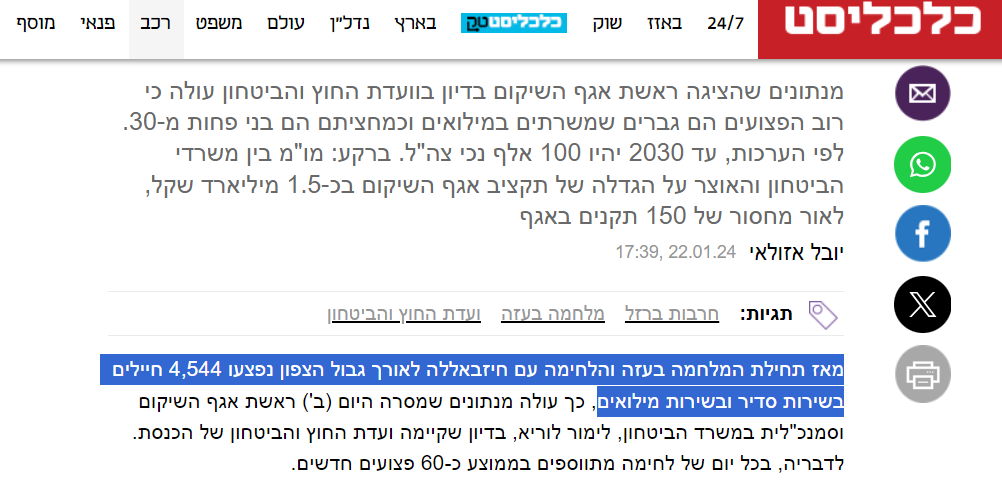 כלכליסט
24/7 באזז שוק כלכליסטטק בארץ נדל"ן עולם משפט רכב פנאי מוסף
מנתונים שהציגה ראשת אגף השיקום בדיון בוועדת החוץ והביטחון עולה כי
רוב הפצועים הם גברים שמשרתים במילואים וכמחציתם הם בני פחות מ-30.
לפי הערכות, עד 2030 יהיו 100 אלף נכי צה"ל. ברקע: מו"מ בין משרדי
הביטחון והאוצר על הגדלה של תקציב אגף השיקום בכ-1.5 מיליארד שקל,
לאור מחסור של 150 תקנים באגף
יובל אזולאי 22.01.24 ,17:39
תגיות: חרבות ברזל מלחמה בעזה ועדת החוץ והביטחון
מאז תחילת המלחמה בעזה והלחימה עם חיזבאללה לאורך גבול הצפון נפצעו 4,544 חיילים
בשירות סדיר ובשירות מילואים, כך עולה מנתונים שמסרה היום (ב') ראשת אגף השיקום
וסמנכ"לית במשרד הביטחון, לימור לוריא, בדיון שקיימה ועדת החוץ והביטחון של הכנסת.
לדבריה, בכל יום של לחימה מתווספים בממוצע כ-60 פצועים חדשים.